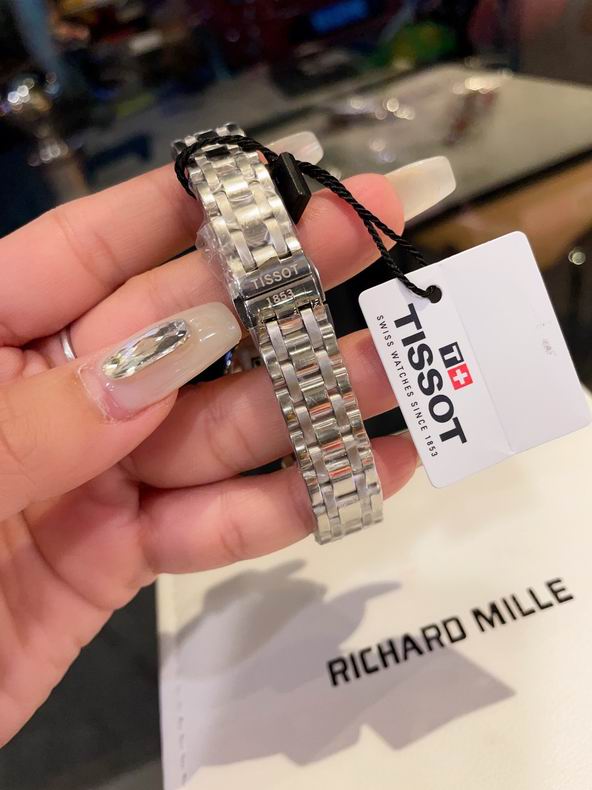 TISSOT
1853
T+
TISSOT
SWISS WATCHES SINCE 1853
RICHARD MILLE